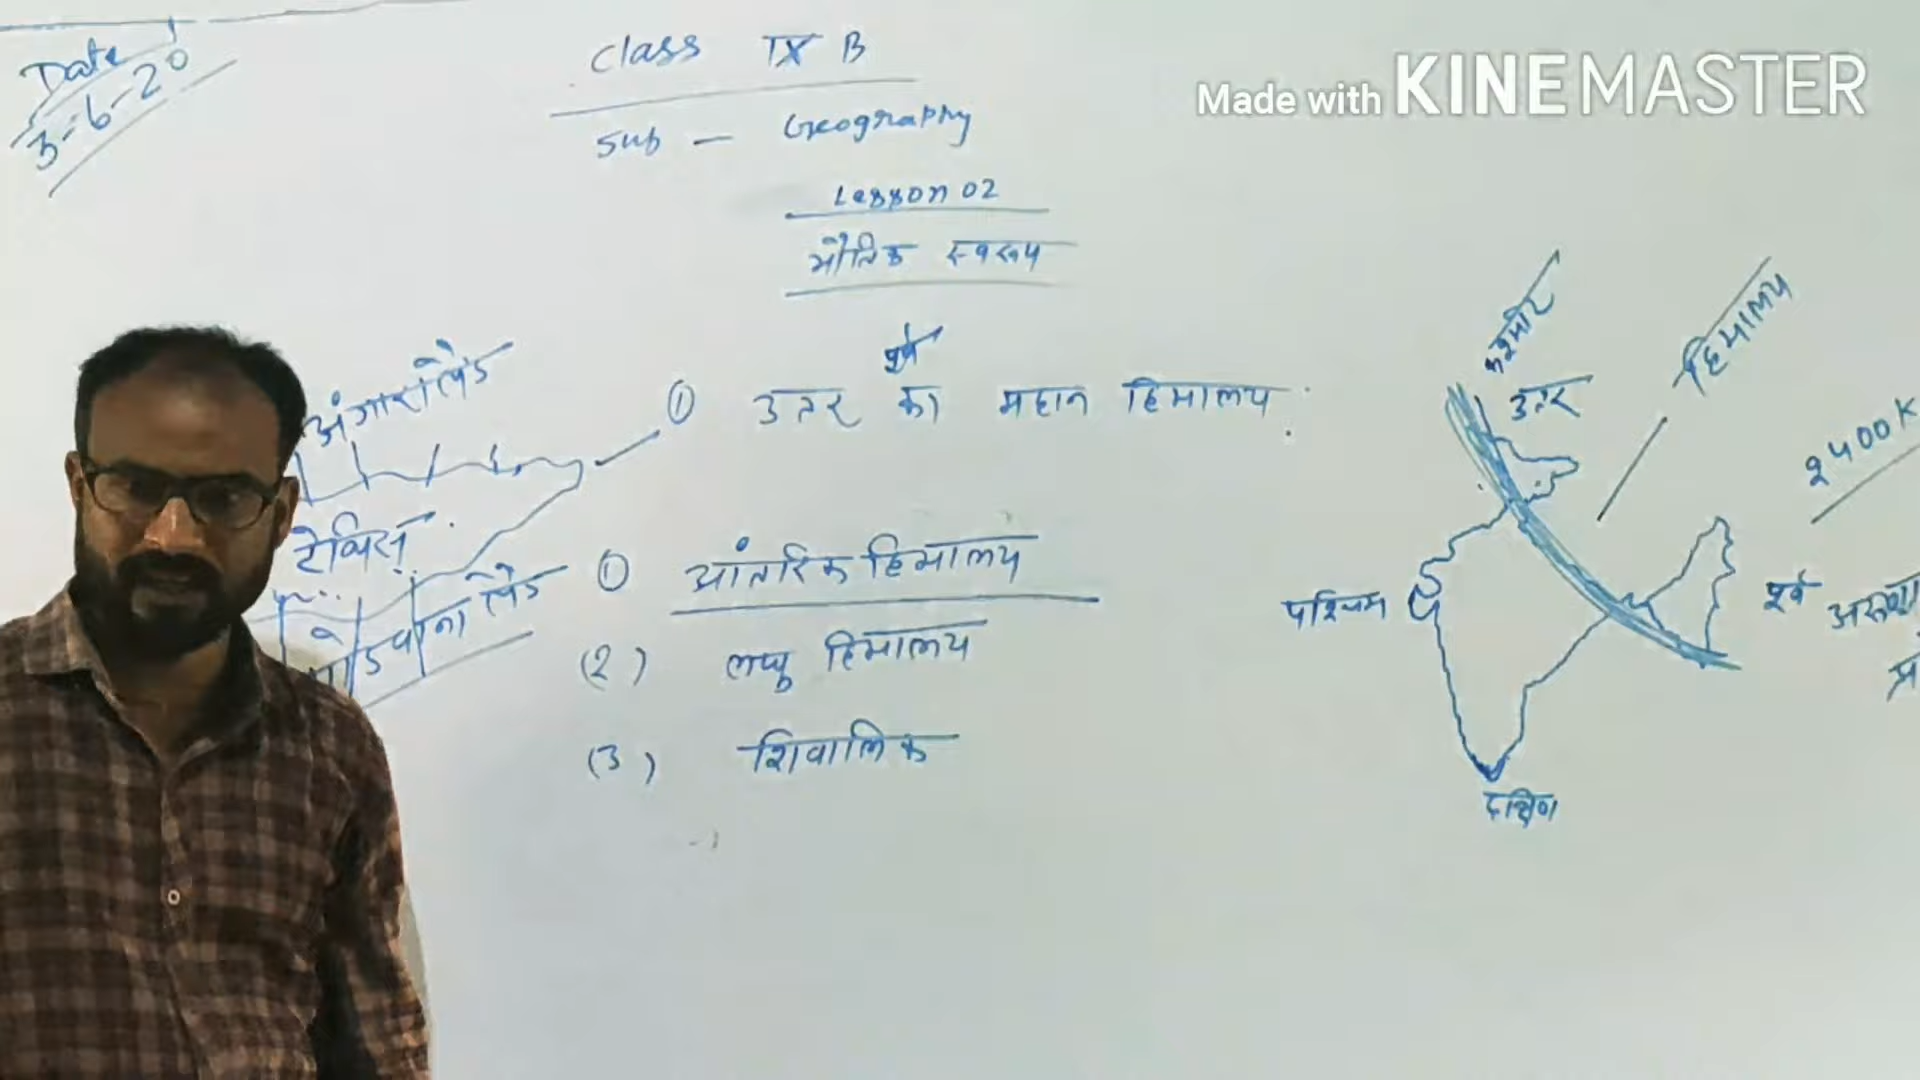 Date
3-6-20
Class IX B
Sub - Geography
Lesson 02
भौतिक स्वरूप
Made with KINEMASTER
अंगारालैंड
टेथिस
गोंडवाना लैंड
पूर्व
① उत्तर का महान हिमालय
① आंतरिक हिमालय
(2) लघु हिमालय
(3) शिवालिक
कश्मीर
हिमालय
उत्तर
2400 K
पश्चिम
पूर्व
दक्षिण